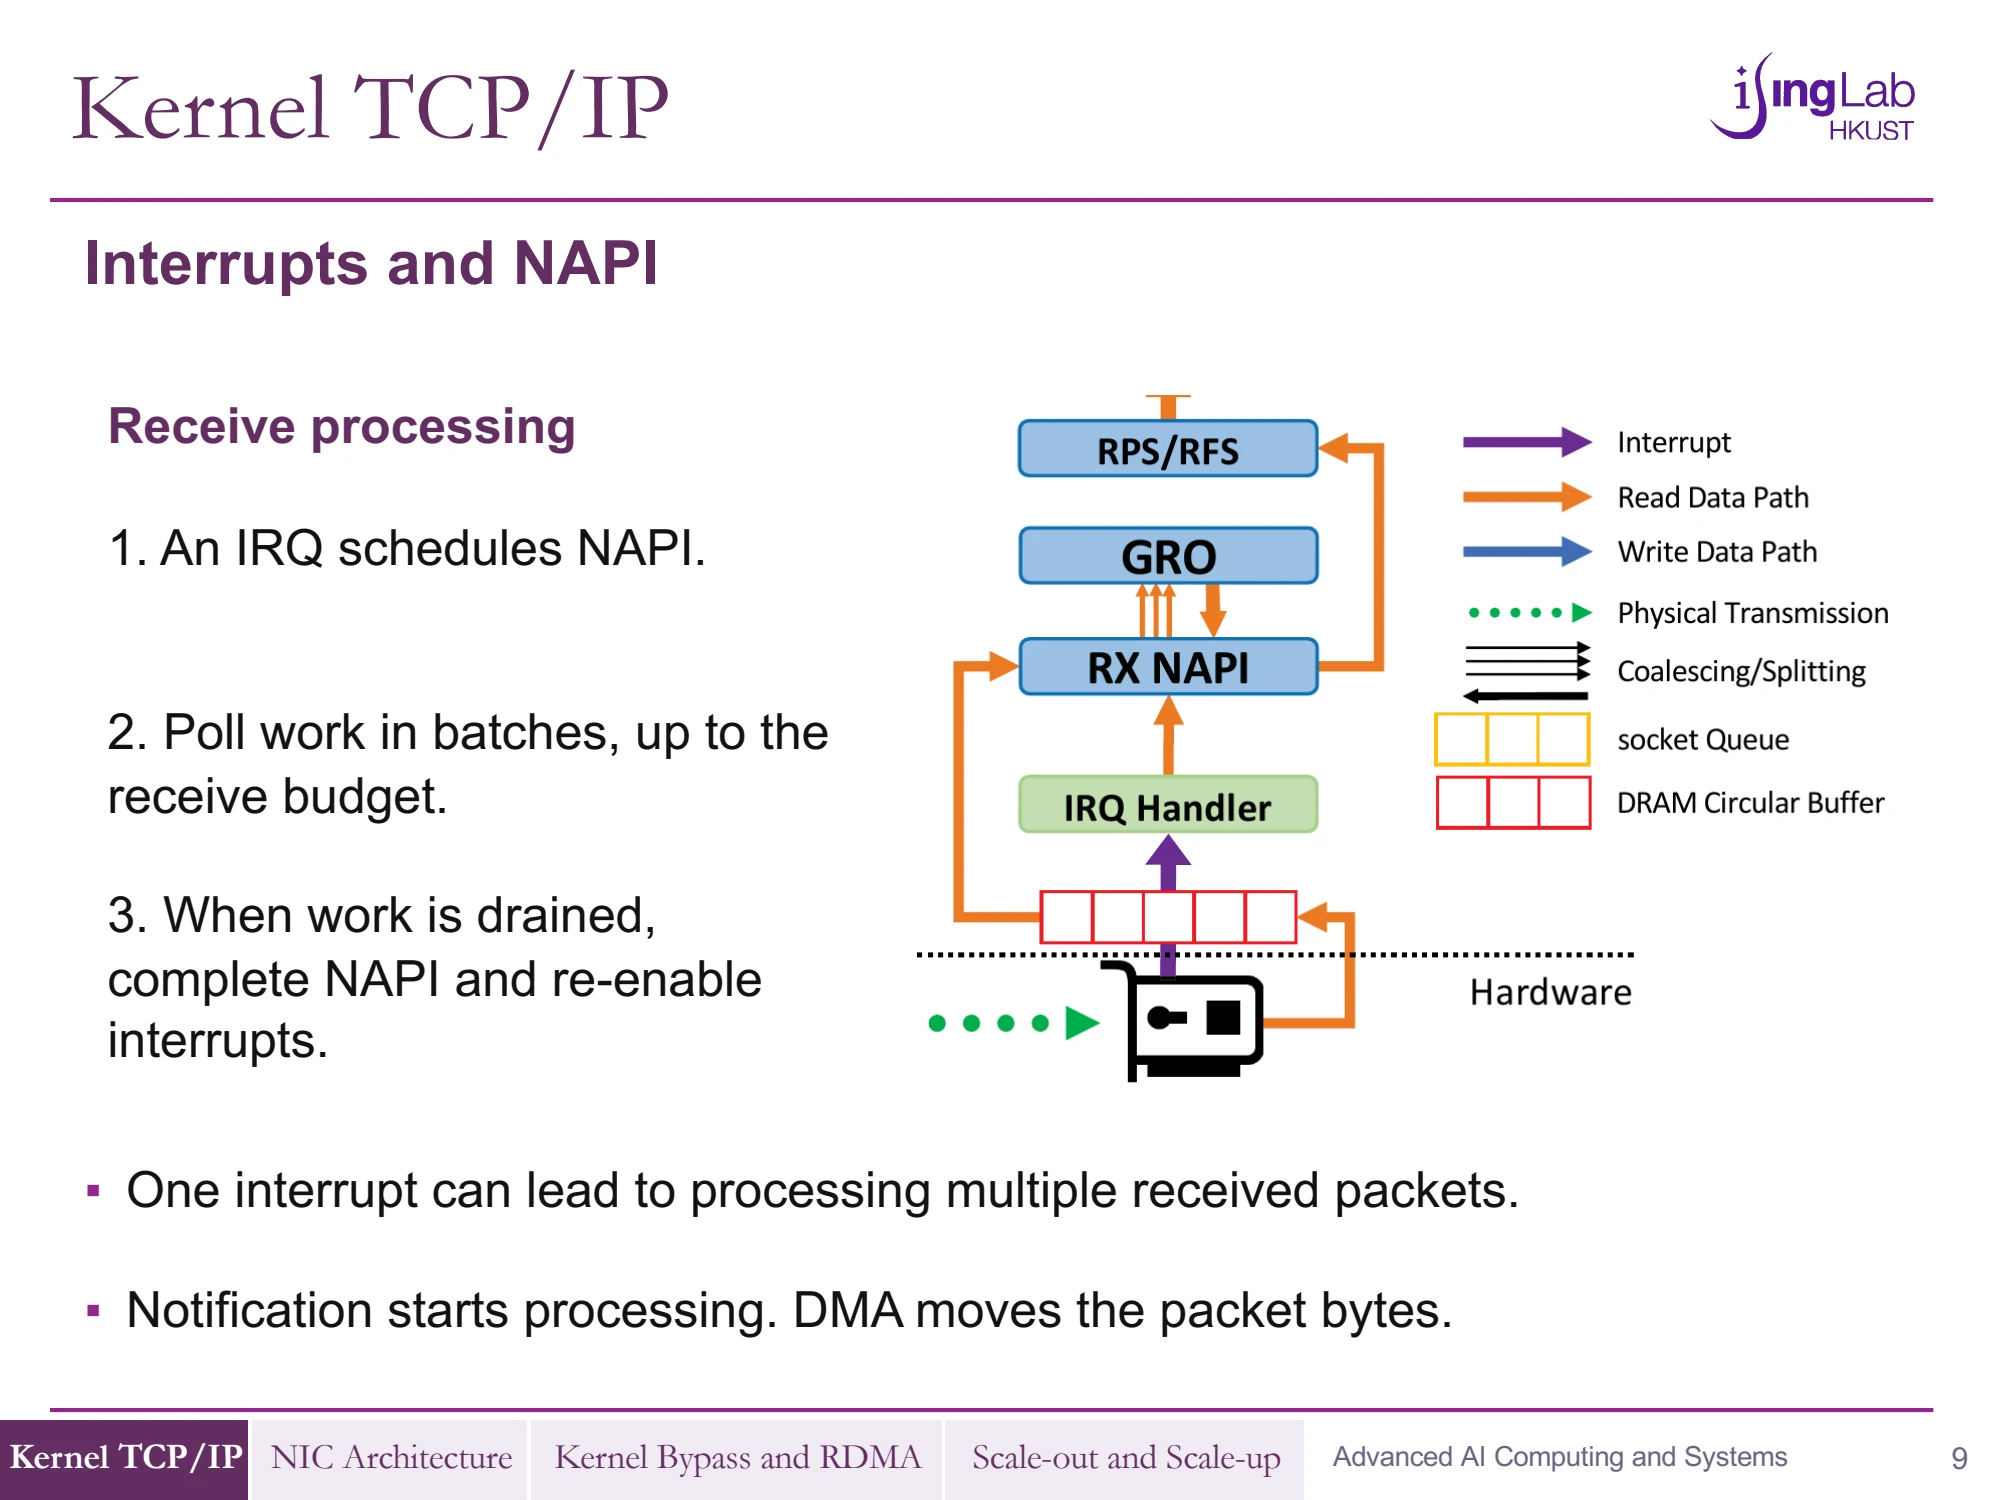 Kernel TCP/IP
iSingLab
HKUST
Interrupts and NAPI
Receive processing
1. An IRQ schedules NAPI.
2. Poll work in batches, up to the
receive budget.
3. When work is drained,
complete NAPI and re-enable
interrupts.
RPS/RFS
GRO
RX NAPI
IRQ Handler
Hardware
Interrupt
Read Data Path
Write Data Path
Physical Transmission
Coalescing/Splitting
socket Queue
DRAM Circular Buffer
▪ One interrupt can lead to processing multiple received packets.
▪ Notification starts processing. DMA moves the packet bytes.
Kernel TCP/IP
NIC Architecture
Kernel Bypass and RDMA
Scale-out and Scale-up
Advanced AI Computing and Systems
9